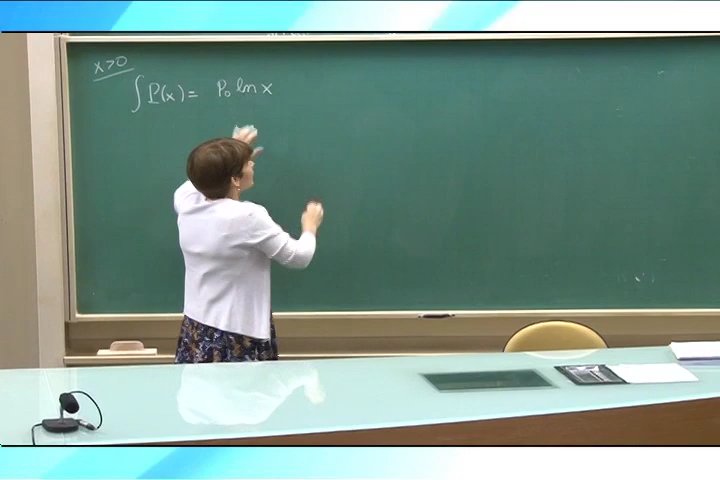 x>0
∫P(x) = P₀ ln x